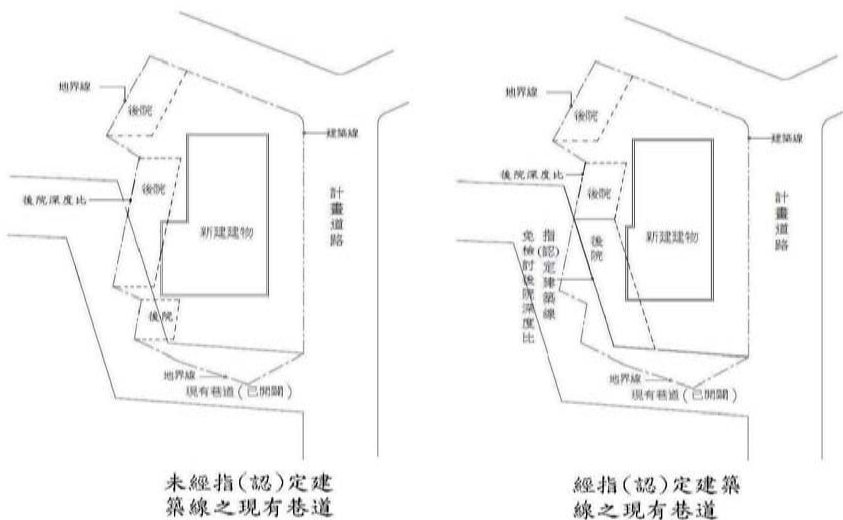 地界線
後院
建築線
後院深度比
後院
計畫道路
新建建物
後院
地界線
現有巷道(已開闢)
未經指(認)定建
築線之現有巷道
地界線
後院
建築線
後院深度比
後院
計畫道路
指(認)定建築線
免檢討後院深度比
後院
新建建物
地界線
現有巷道(已開闢)
經指(認)定建築
線之現有巷道